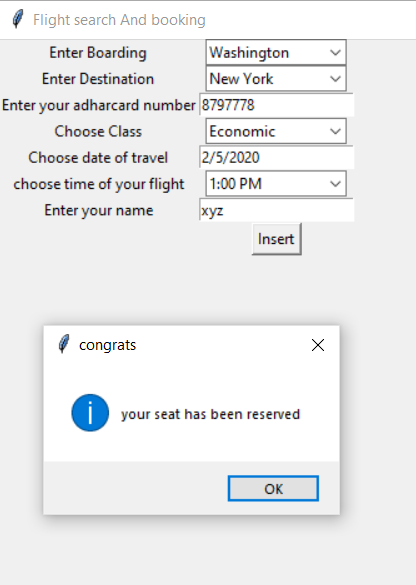 Flight search And booking
Enter Boarding Washington
Enter Destination New York
Enter your adharcard number 8797778
Choose Class Economic
Choose date of travel 2/5/2020
choose time of your flight 1:00 PM
Enter your name xyz
Insert
congrats
your seat has been reserved
OK